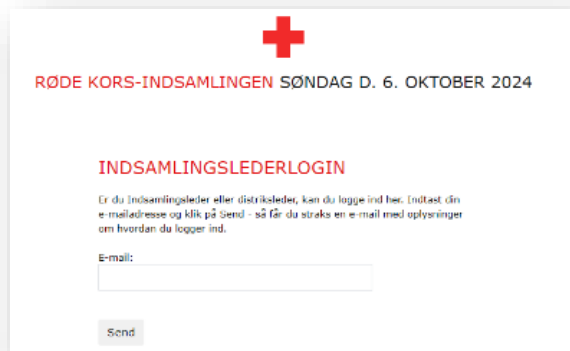 RØDE KORS-INDSAMLINGEN SØNDAG D. 6. OKTOBER 2024
INDSAMLINGSLEDERLOGIN
Er du Indsamlingsleder eller distriksleder, kan du logge ind her. Indtast din
e-mailadresse og klik på Send - så får du straks en e-mail med oplysninger
om hvordan du logger ind.
E-mail:
Send